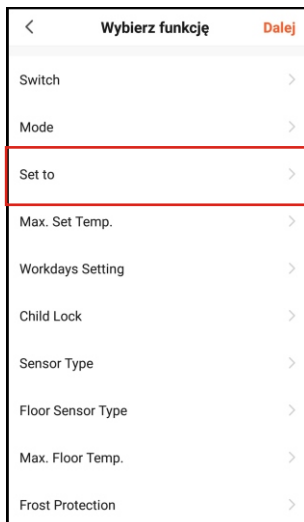 Wybierz funkcję Dalej
Switch
Mode
Set to
Max. Set Temp.
Workdays Setting
Child Lock
Sensor Type
Floor Sensor Type
Max. Floor Temp.
Frost Protection